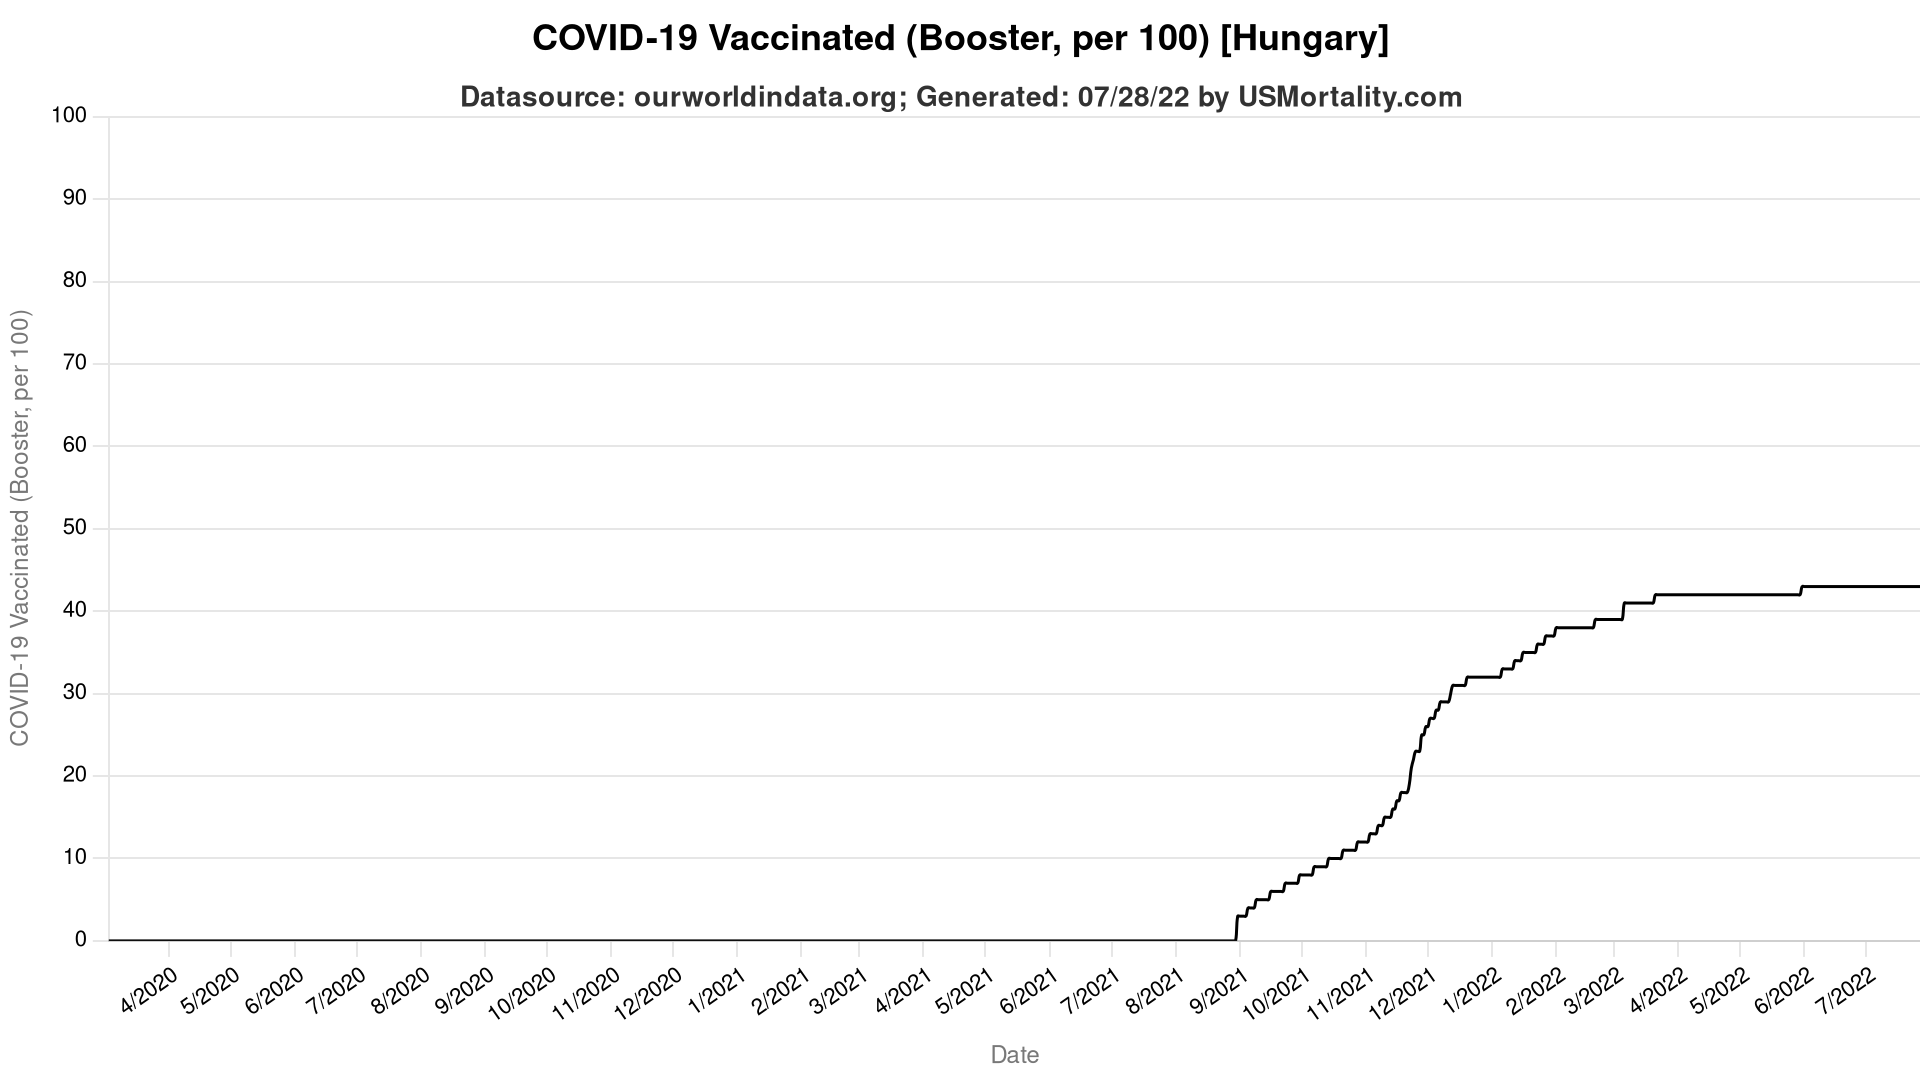 COVID-19 Vaccinated (Booster, per 100) [Hungary]
Datasource: ourworldindata.org; Generated: 07/28/22 by USMortality.com
COVID-19 Vaccinated (Booster, per 100)
100
90
80
70
60
50
40
30
20
10
0
4/2020 5/2020 6/2020 7/2020 8/2020 9/2020 10/2020 11/2020 12/2020 1/2021 2/2021 3/2021 4/2021 5/2021 6/2021 7/2021 8/2021 9/2021 10/2021 11/2021 12/2021 1/2022 2/2022 3/2022 4/2022 5/2022 6/2022 7/2022
Date